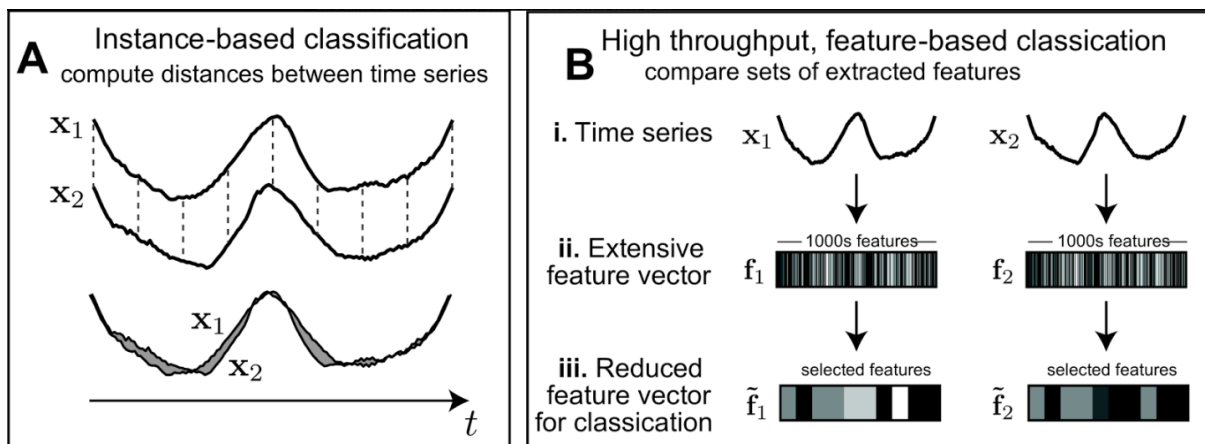 A
Instance-based classification
compute distances between time series
x1
x2
x1
x2
t
B
High throughput, feature-based classication
compare sets of extracted features
i. Time series
x1
x2
ii. Extensive
feature vector
1000s features
f1
1000s features
f2
iii. Reduced
feature vector
for classication
selected features
f̃1
selected features
f̃2